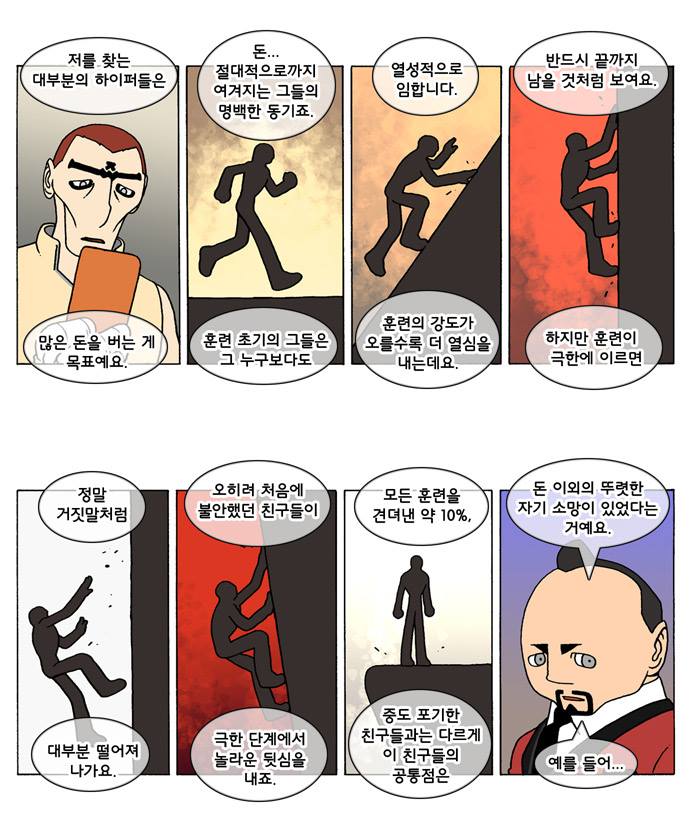 저를 찾는
대부분의 하이퍼들은
많은 돈을 버는 게
목표예요.
돈...
절대적으로까지
여겨지는 그들의
명백한 동기죠.
훈련 초기의 그들은
그 누구보다도
열성적으로
임합니다.
훈련의 강도가
오를수록 더 열심을
내는데요.
반드시 끝까지
남을 것처럼 보여요.
하지만 훈련이
극한에 이르면
정말
거짓말처럼
대부분 떨어져
나가요.
오히려 처음에
불안했던 친구들이
극한 단계에서
놀라운 뒷심을
내죠.
모든 훈련을
견뎌낸 약 10%,
중도 포기한
친구들과는 다르게
이 친구들의
공통점은
돈 이외의 뚜렷한
자기 소망이 있었다는
거예요.
예를 들어...